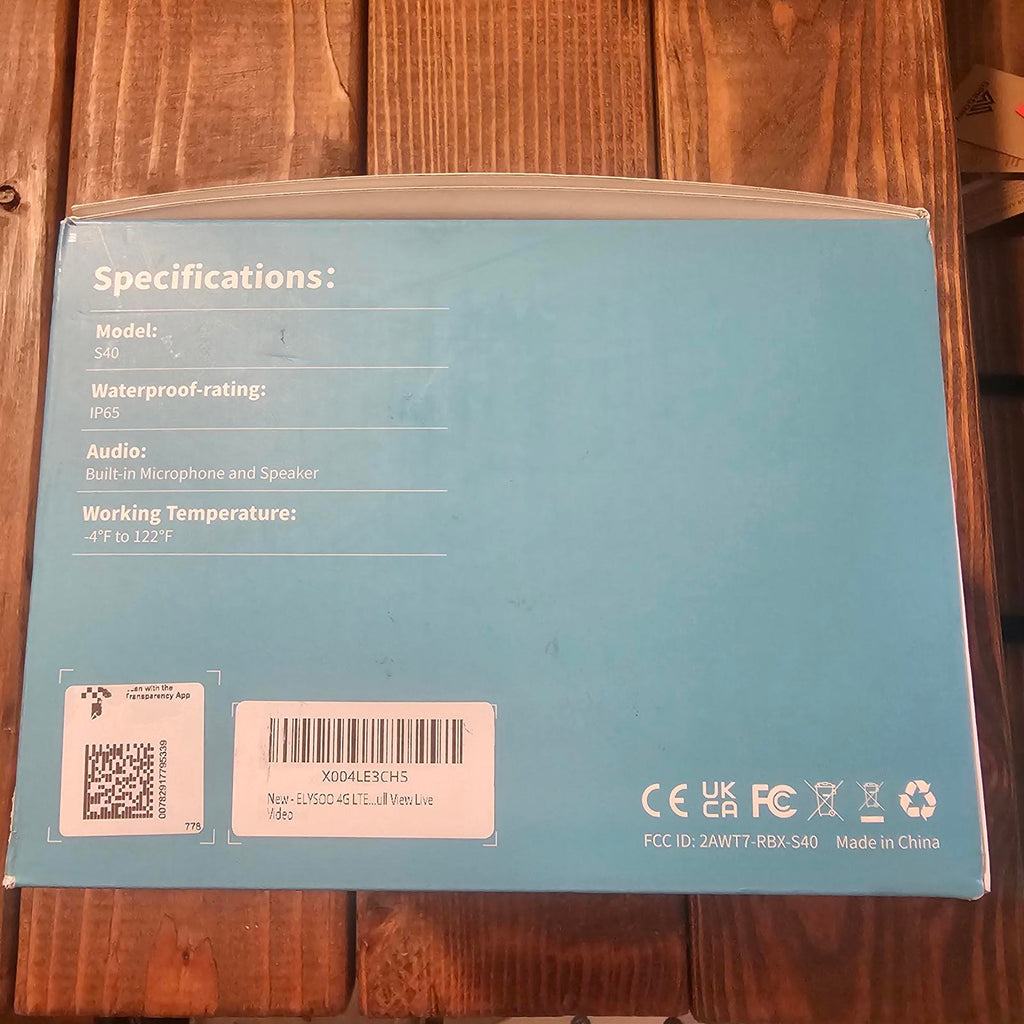 Specifications:
Model:
S40
Waterproof-rating:
IP65
Audio:
Built-in Microphone and Speaker
Working Temperature:
-4°F to 122°F
with the
Transparency App
00782917795339
778
X004LE3CH5
New - ELYSOO 4G LTE...ull View Live
Video
CE UK CA FC
FCC ID: 2AWT7-RBX-S40 Made in China